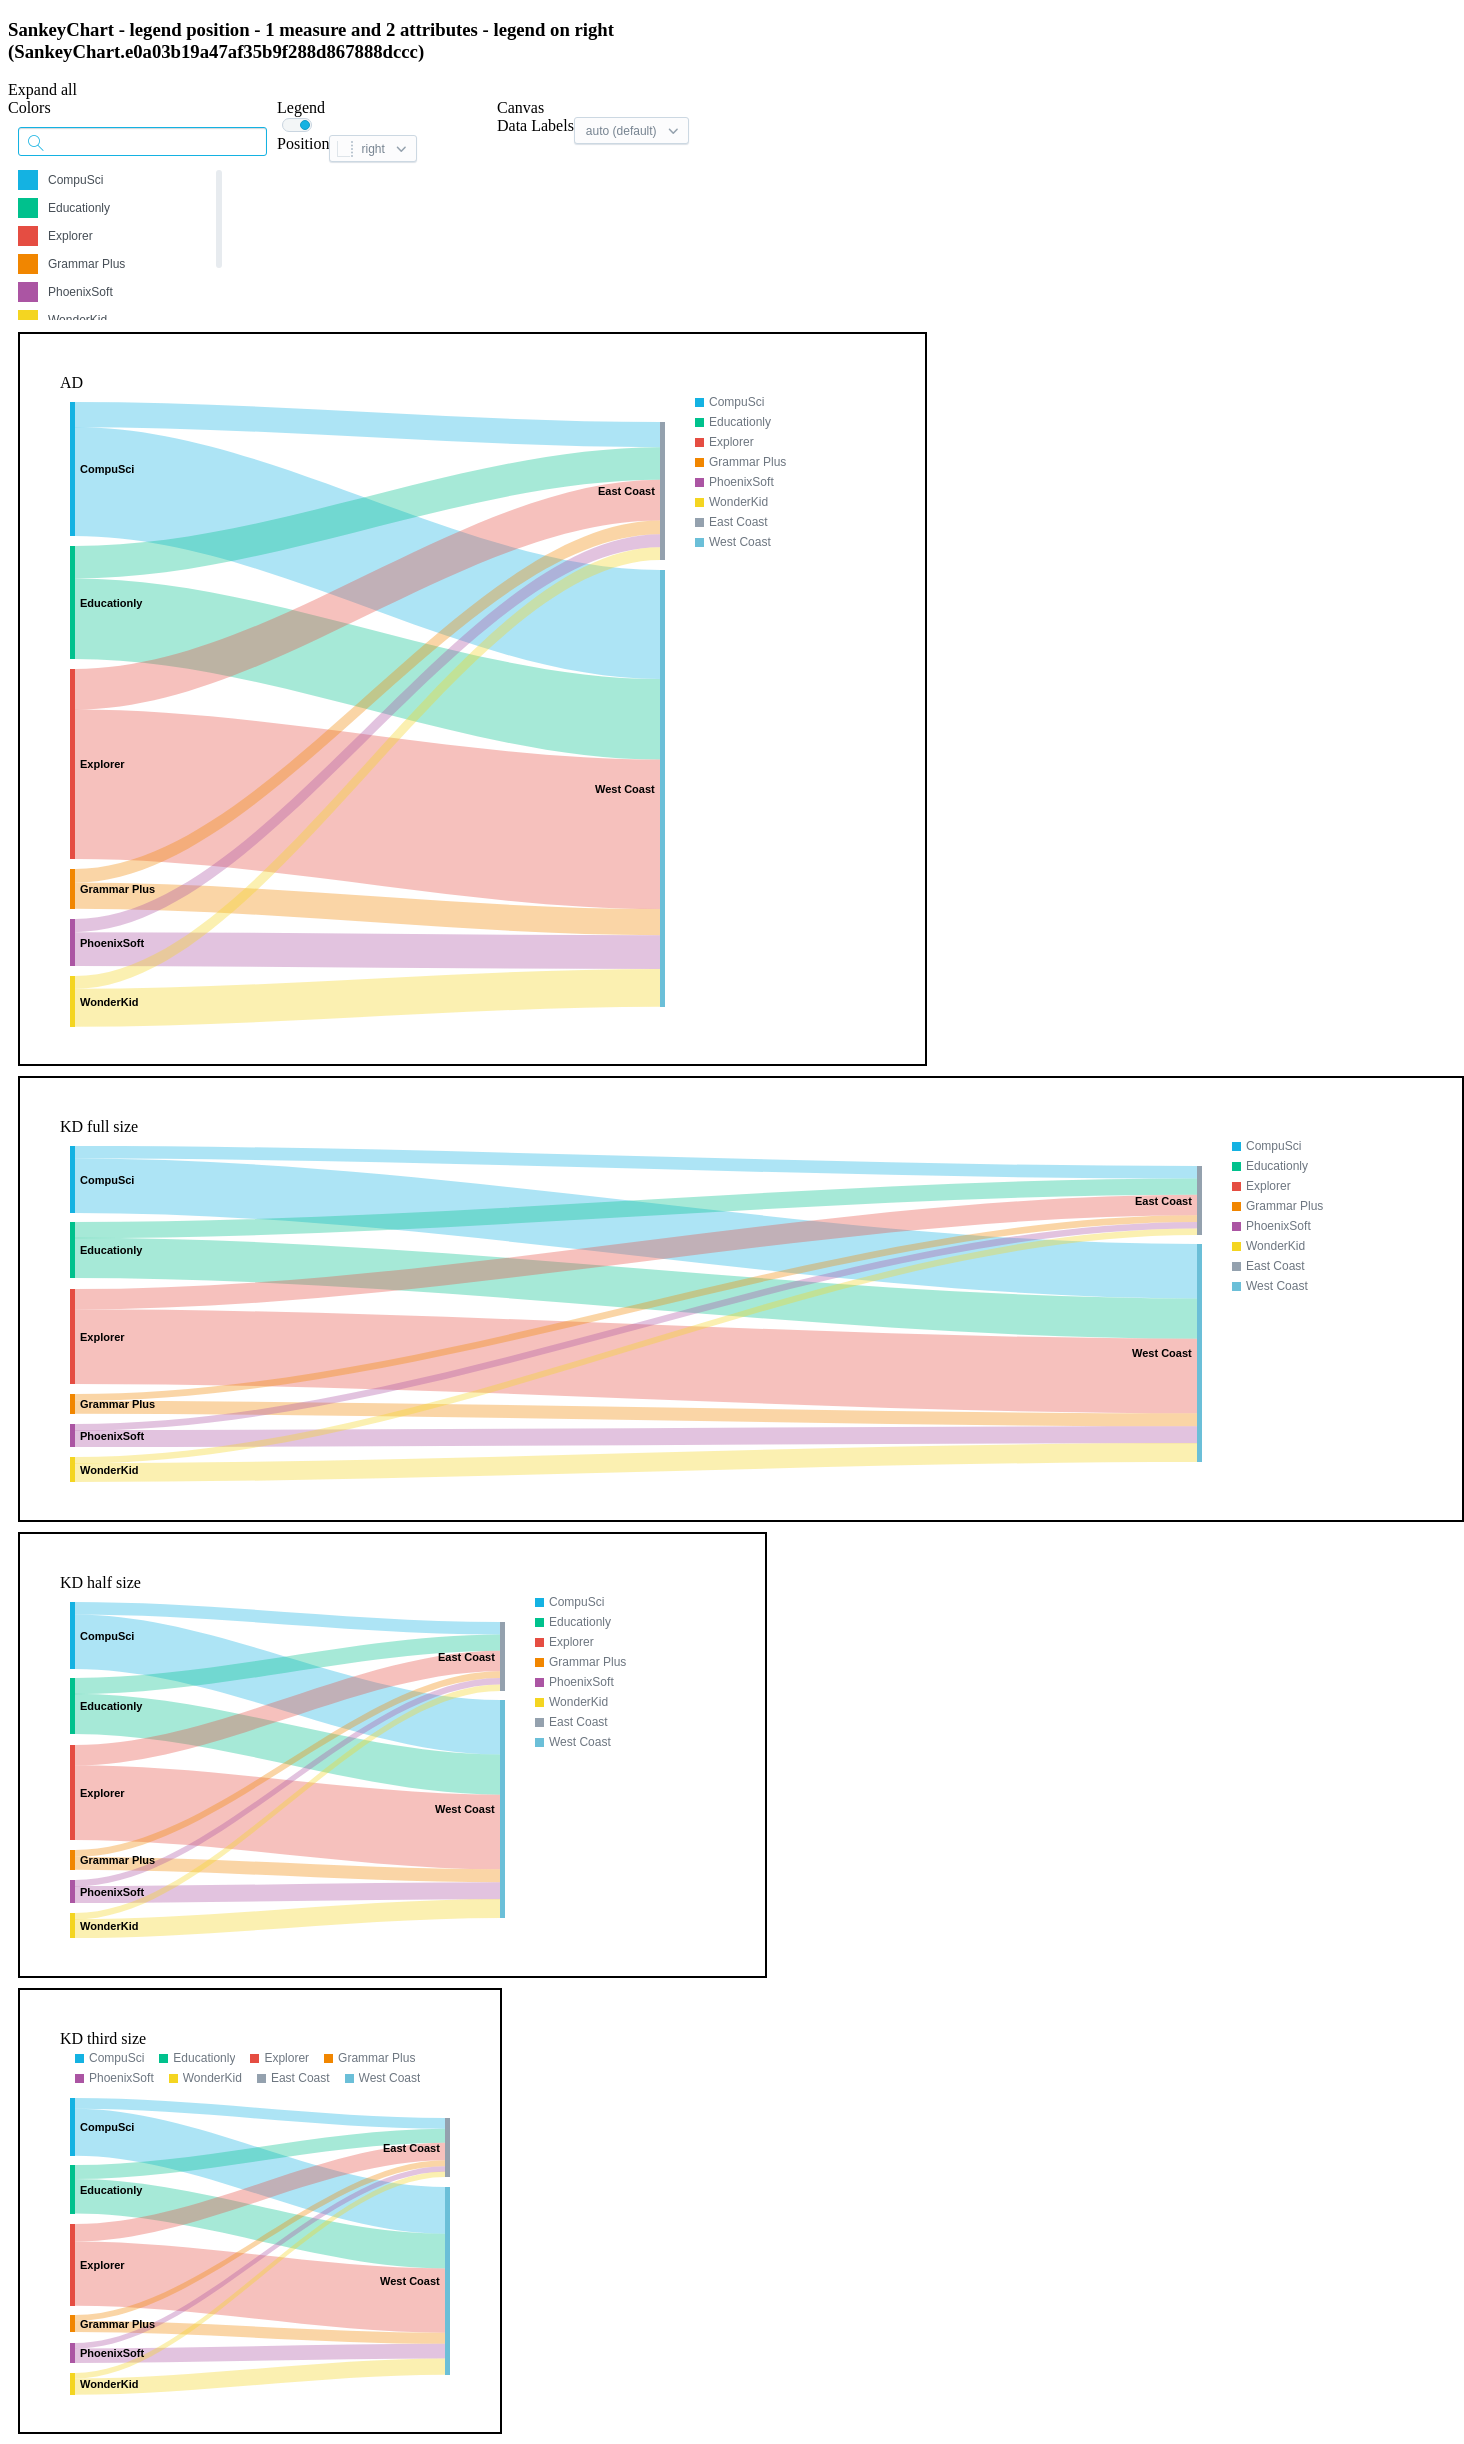 SankeyChart - legend position - 1 measure and 2 attributes - legend on right
(SankeyChart.e0a03b19a47af35b9f288d867888dccc)
Expand all
Colors
Legend
Canvas
Data Labels auto (default)
Position right
CompuSci
Educationly
Explorer
Grammar Plus
PhoenixSoft
WonderKid
AD
CompuSci
Educationly
Explorer
Grammar Plus
PhoenixSoft
WonderKid
East Coast
West Coast
CompuSci
Educationly
Explorer
Grammar Plus
PhoenixSoft
WonderKid
East Coast
West Coast
KD full size
CompuSci
Educationly
Explorer
Grammar Plus
PhoenixSoft
WonderKid
East Coast
West Coast
CompuSci
Educationly
Explorer
Grammar Plus
PhoenixSoft
WonderKid
East Coast
West Coast
KD half size
CompuSci
Educationly
Explorer
Grammar Plus
PhoenixSoft
WonderKid
East Coast
West Coast
CompuSci
Educationly
Explorer
Grammar Plus
PhoenixSoft
WonderKid
East Coast
West Coast
KD third size
CompuSci Educationly Explorer Grammar Plus
PhoenixSoft WonderKid East Coast West Coast
CompuSci
Educationly
Explorer
Grammar Plus
PhoenixSoft
WonderKid
East Coast
West Coast